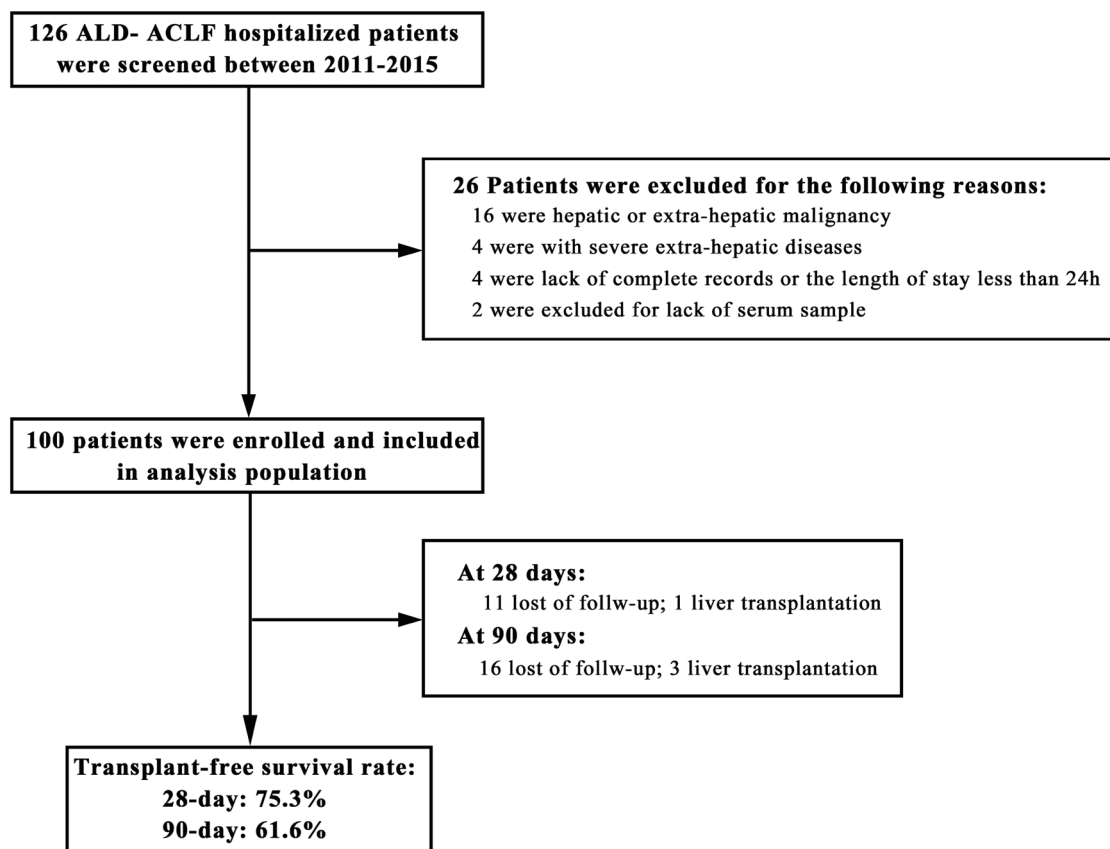 126 ALD- ACLF hospitalized patients
were screened between 2011-2015
26 Patients were excluded for the following reasons:
16 were hepatic or extra-hepatic malignancy
4 were with severe extra-hepatic diseases
4 were lack of complete records or the length of stay less than 24h
2 were excluded for lack of serum sample
100 patients were enrolled and included
in analysis population
At 28 days:
11 lost of follw-up; 1 liver transplantation
At 90 days:
16 lost of follw-up; 3 liver transplantation
Transplant-free survival rate:
28-day: 75.3%
90-day: 61.6%